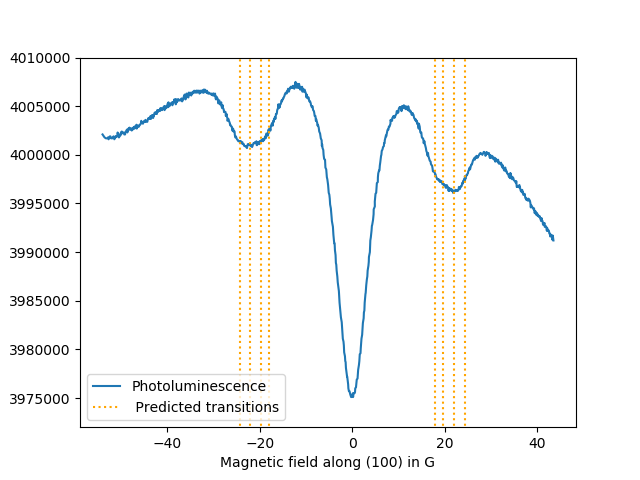 4010000
4005000
4000000
3995000
3990000
3985000
3980000
3975000
Photoluminescence
Predicted transitions
−40 −20 0 20 40
Magnetic field along (100) in G